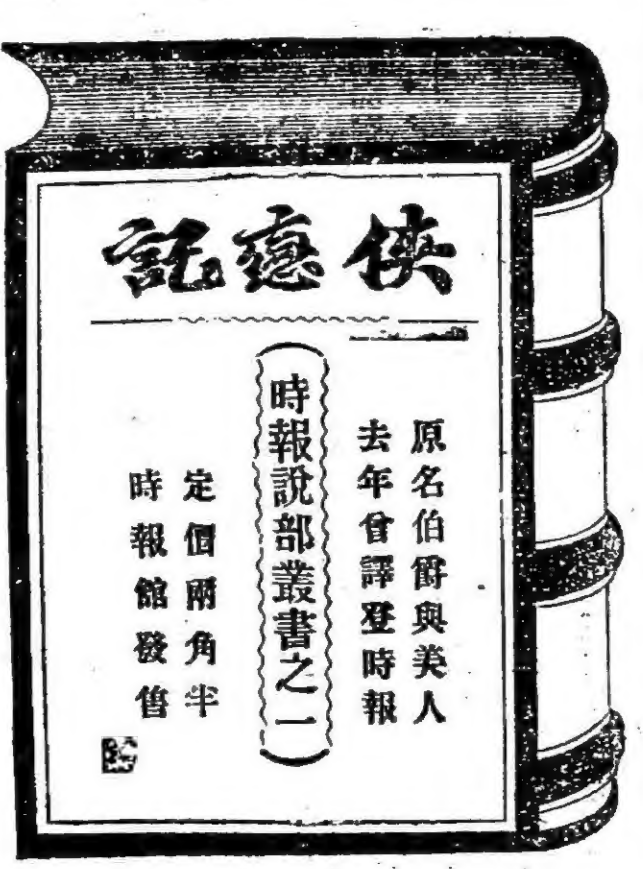 俠戀記
原名伯爵與美人
去年曾譯登時報
時報說部叢書之一
定價兩角半
時報館發售